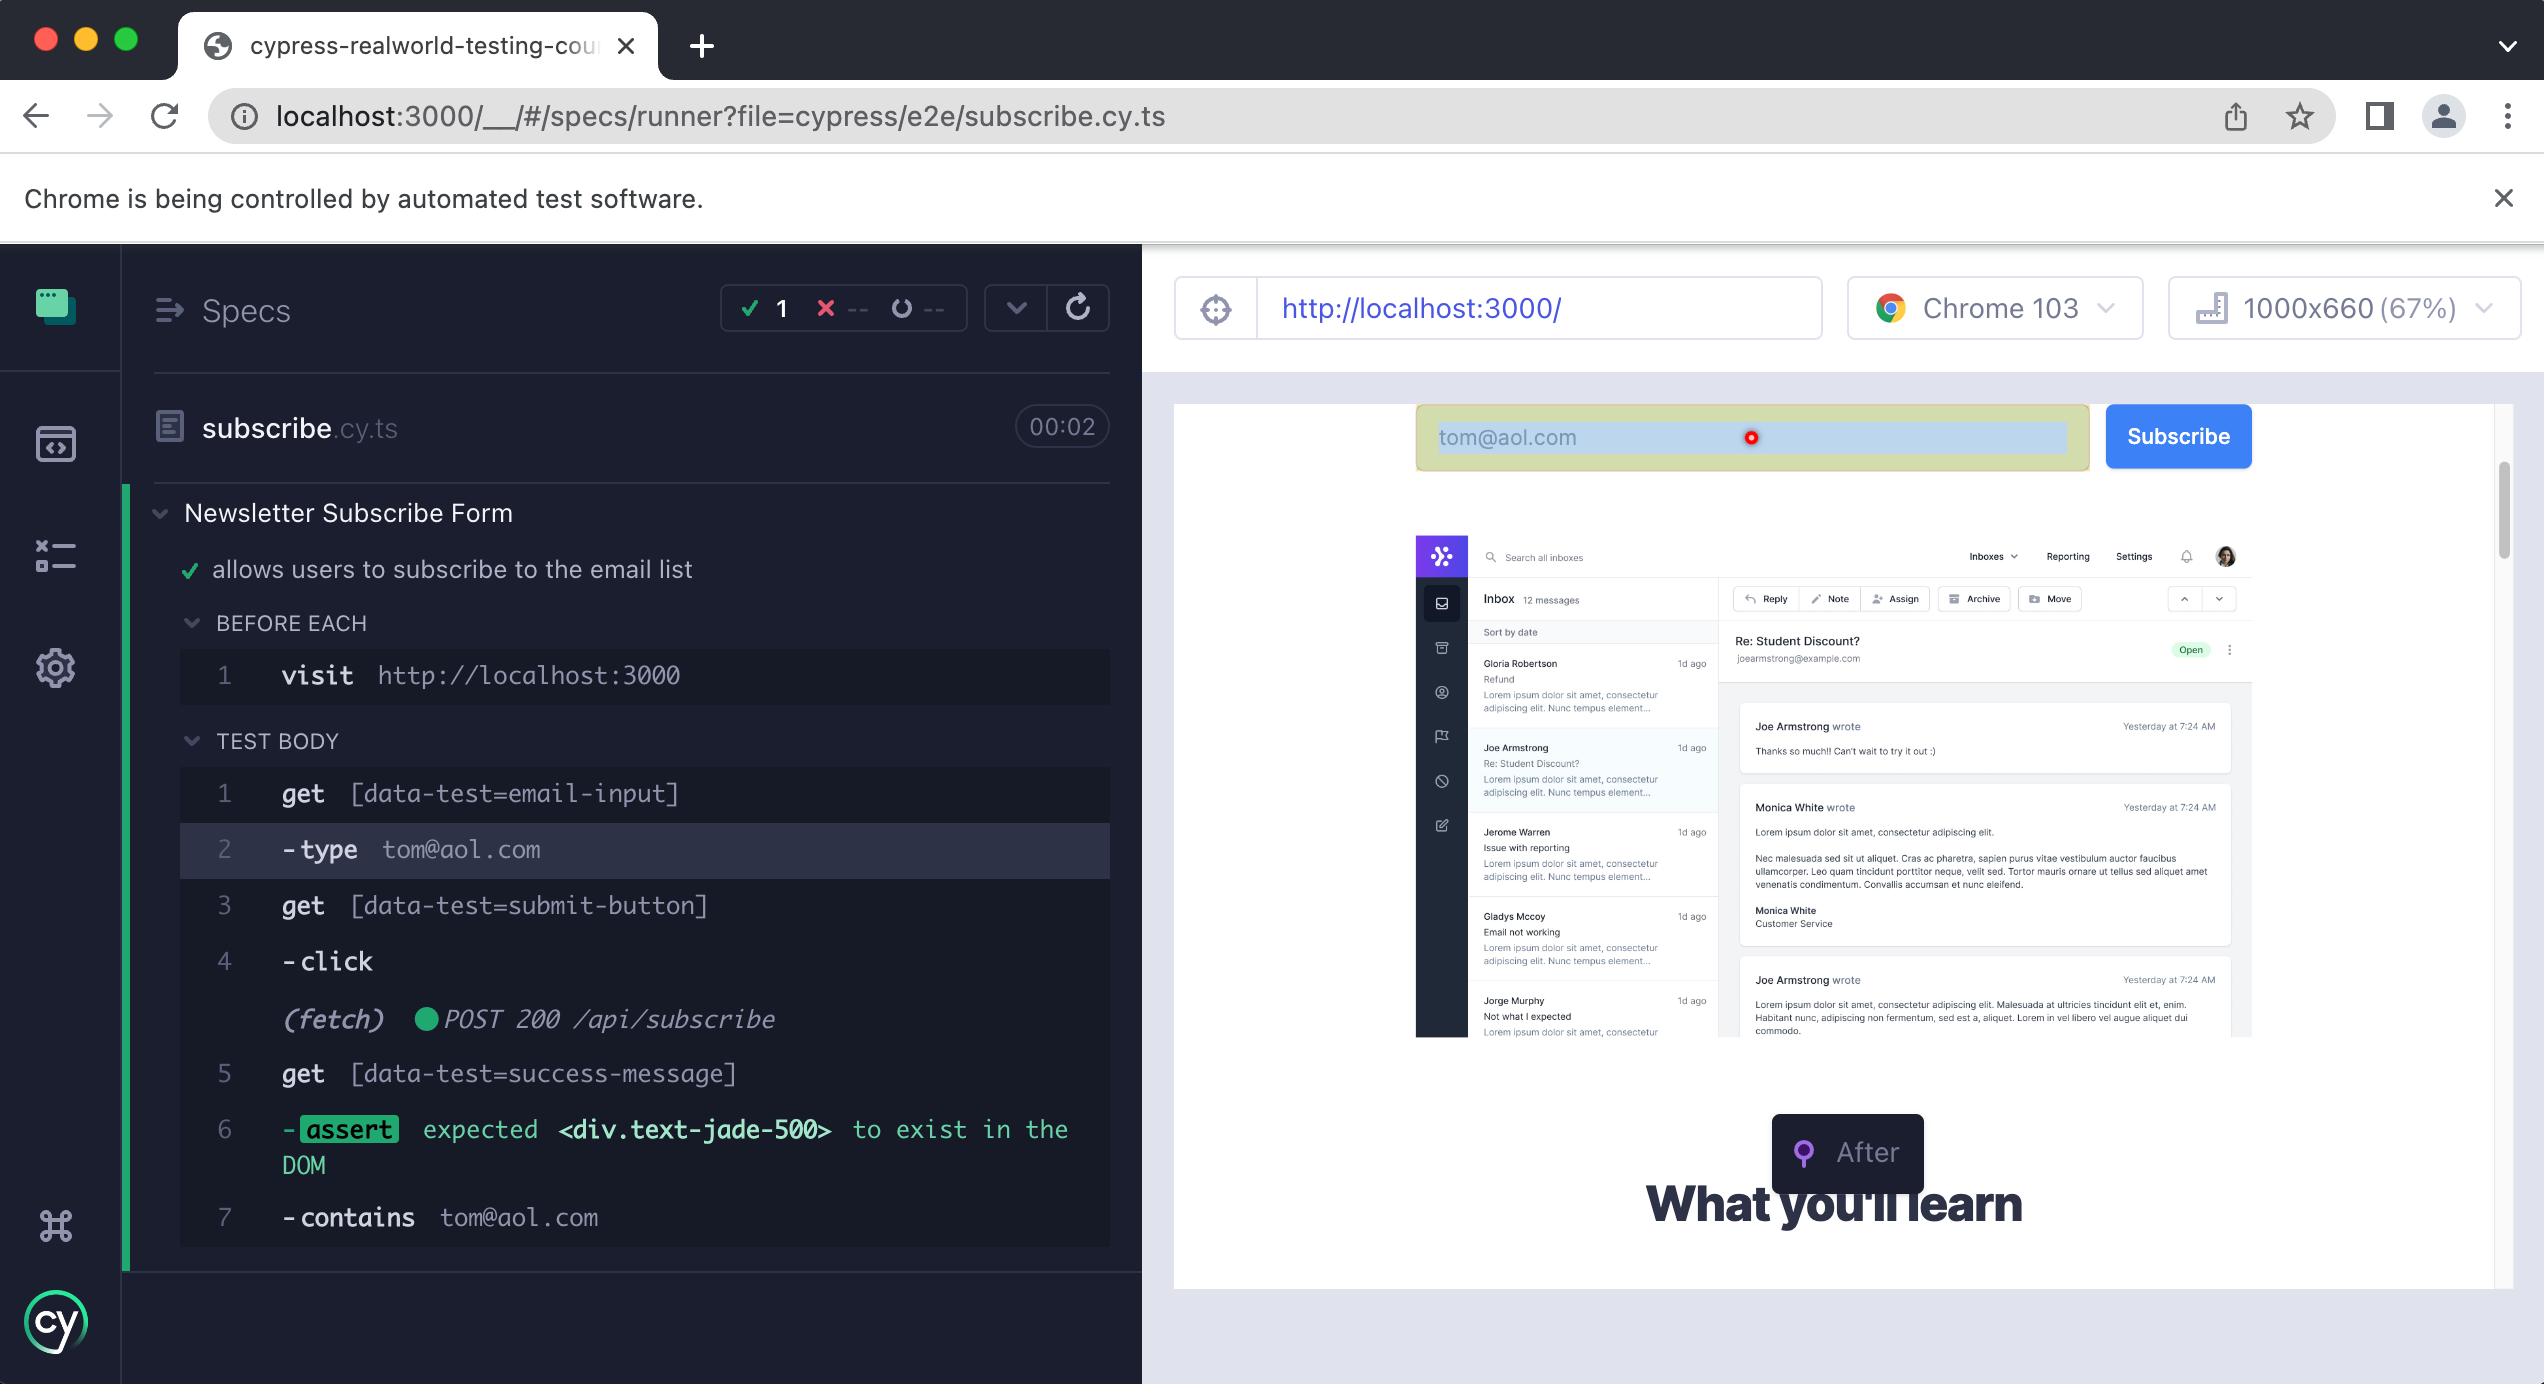 cypress-realworld-testing-cou
localhost:3000/__/#/specs/runner?file=cypress/e2e/subscribe.cy.ts
Chrome is being controlled by automated test software.
Specs
1 -- --
subscribe.cy.ts
00:02
Newsletter Subscribe Form
allows users to subscribe to the email list
BEFORE EACH
1 visit http://localhost:3000
TEST BODY
1 get [data-test=email-input]
2 -type tom@aol.com
3 get [data-test=submit-button]
4 -click
(fetch) POST 200 /api/subscribe
5 get [data-test=success-message]
6 -assert expected <div.text-jade-500> to exist in the
DOM
7 -contains tom@aol.com
cy
http://localhost:3000/
Chrome 103
1000x660 (67%)
tom@aol.com
Subscribe
Search all inboxes
Inboxes
Reporting
Settings
Inbox 12 messages
Sort by date
Gloria Robertson 1d ago
Refund
Lorem ipsum dolor sit amet, consectetur
adipiscing elit. Nunc tempus element...
Joe Armstrong 1d ago
Re: Student Discount?
Lorem ipsum dolor sit amet, consectetur
adipiscing elit. Nunc tempus element...
Jerome Warren 1d ago
Issue with reporting
Lorem ipsum dolor sit amet, consectetur
adipiscing elit. Nunc tempus element...
Gladys Mccoy 1d ago
Email not working
Lorem ipsum dolor sit amet, consectetur
adipiscing elit. Nunc tempus element...
Jorge Murphy 1d ago
Not what I expected
Lorem ipsum dolor sit amet, consectetur
Reply
Note
Assign
Archive
Move
Re: Student Discount?
joearmstrong@example.com
Open
Joe Armstrong wrote Yesterday at 7:24 AM
Thanks so much!! Can't wait to try it out :)
Monica White wrote Yesterday at 7:24 AM
Lorem ipsum dolor sit amet, consectetur adipiscing elit.
Nec malesuada sed sit ut aliquet. Cras ac pharetra, sapien purus vitae vestibulum auctor faucibus
ullamcorper. Leo quam tincidunt porttitor neque, velit sed. Tortor mauris ornare ut tellus sed aliquet amet
venenatis condimentum. Convallis accumsan et nunc eleifend.
Monica White
Customer Service
Joe Armstrong wrote Yesterday at 7:24 AM
Lorem ipsum dolor sit amet, consectetur adipiscing elit. Malesuada at ultricies tincidunt elit et, enim.
Habitant nunc, adipiscing non fermentum, sed est a, aliquet. Lorem in vel libero vel augue aliquet dui
commodo.
After
What you'll learn